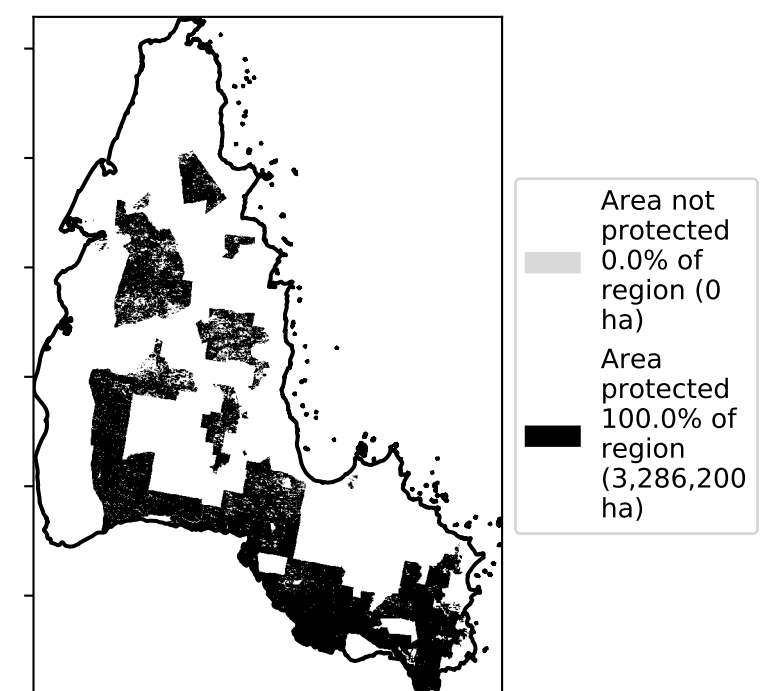 Area not
protected
0.0% of
region (0
ha)
Area
protected
100.0% of
region
(3,286,200
ha)